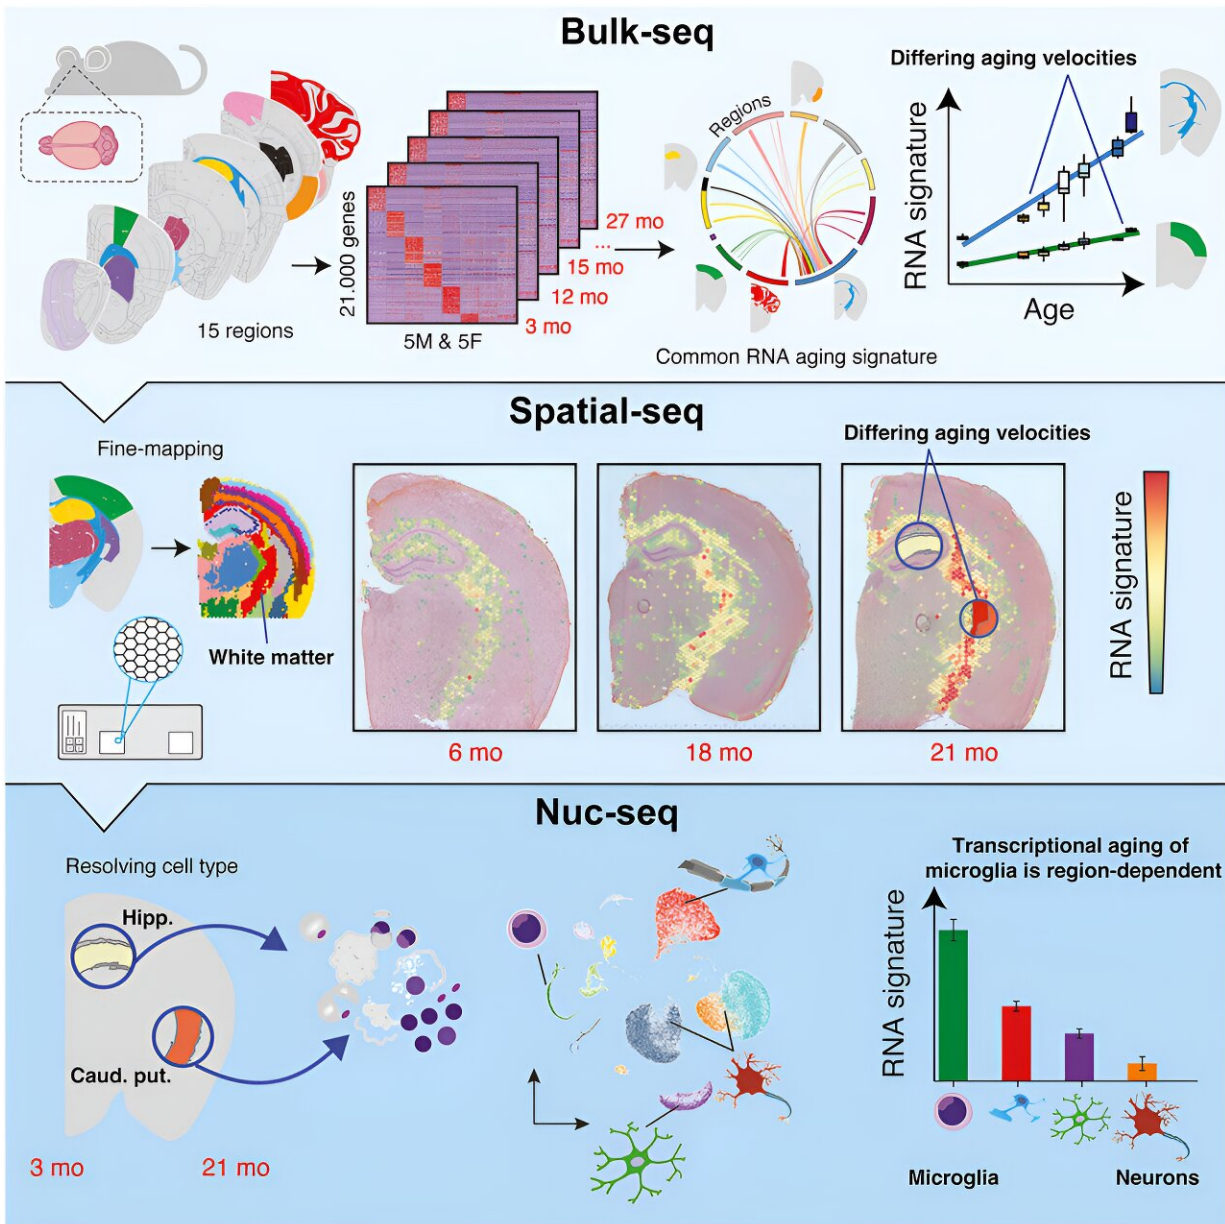 Bulk-seq
15 regions
21.000 genes
27 mo
...
15 mo
12 mo
3 mo
5M & 5F
Regions
Common RNA aging signature
Differing aging velocities
RNA signature
Age
Spatial-seq
Fine-mapping
White matter
6 mo
18 mo
Differing aging velocities
21 mo
RNA signature
Nuc-seq
Resolving cell type
Hipp.
Caud. put.
3 mo
21 mo
Transcriptional aging of
microglia is region-dependent
RNA signature
Microglia
Neurons